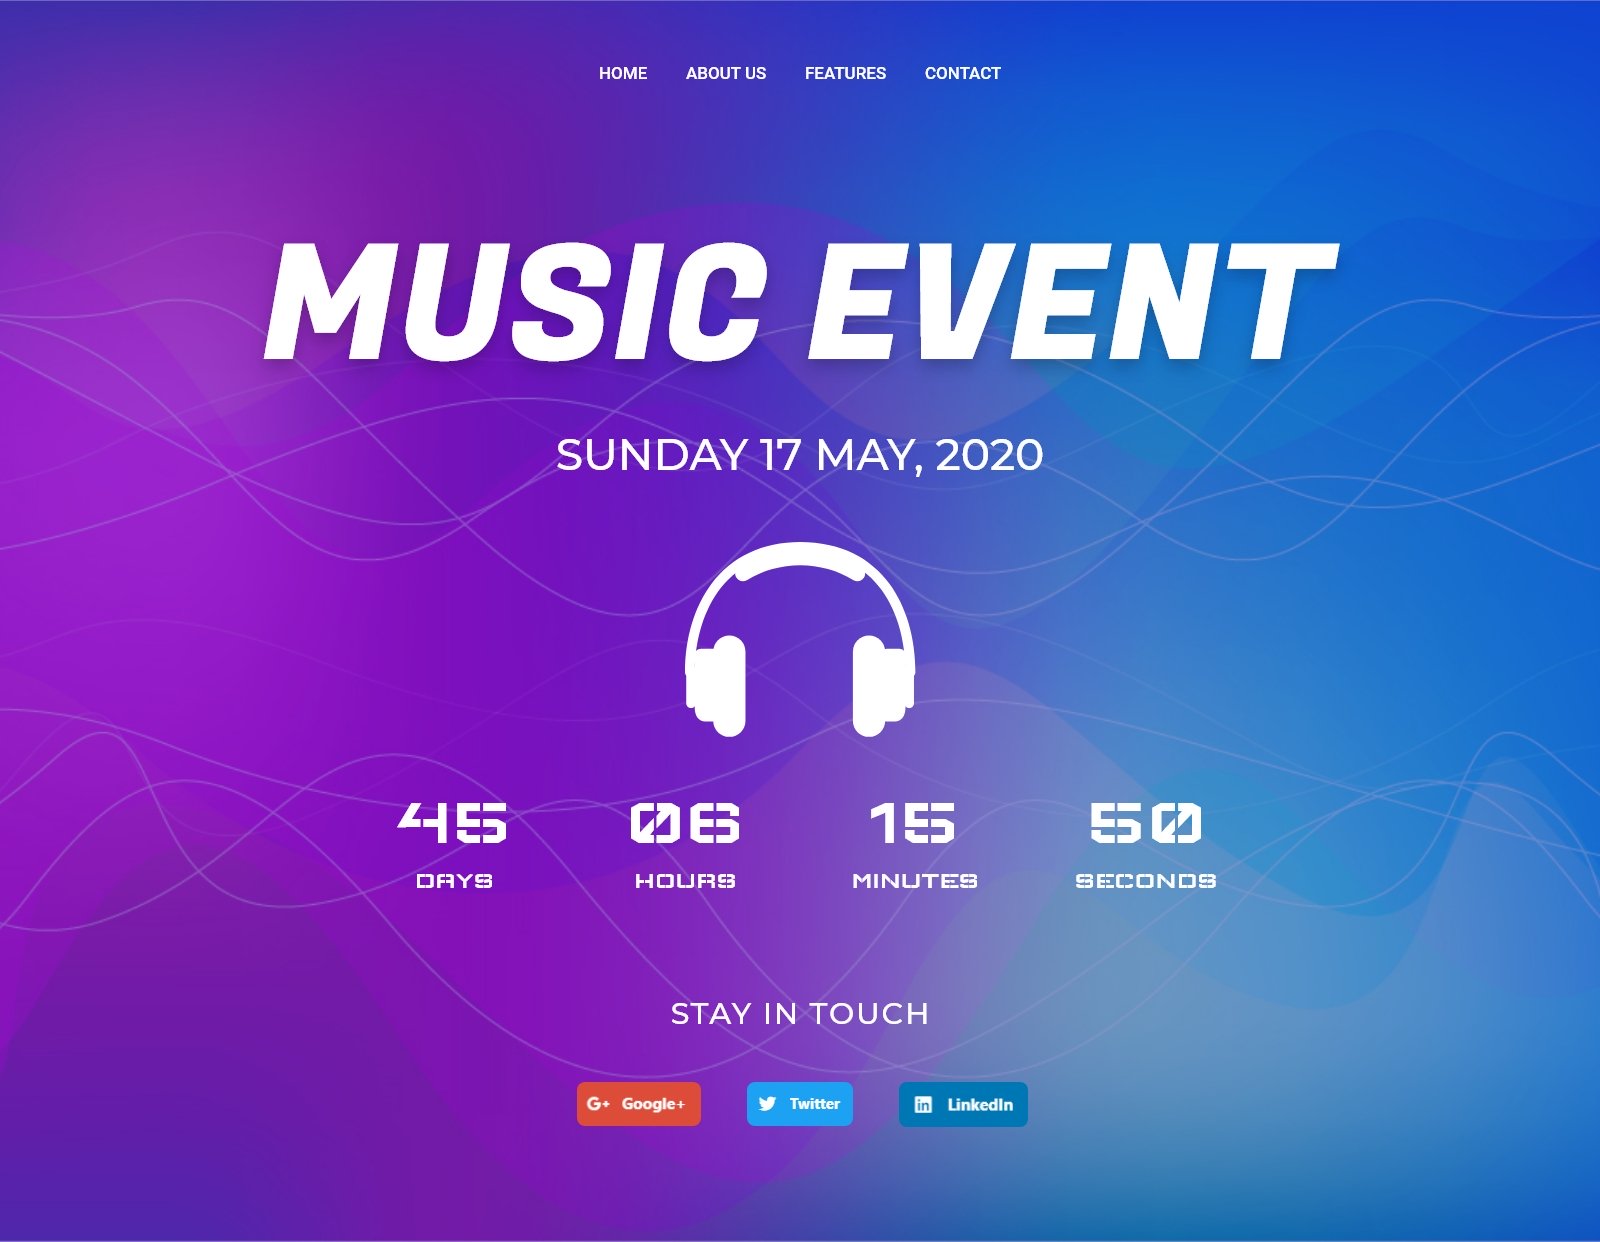 HOME ABOUT US FEATURES CONTACT
MUSIC EVENT
SUNDAY 17 MAY, 2020
45 06 15 50
DAYS HOURS MINUTES SECONDS
STAY IN TOUCH
G+ Google+ Twitter in LinkedIn